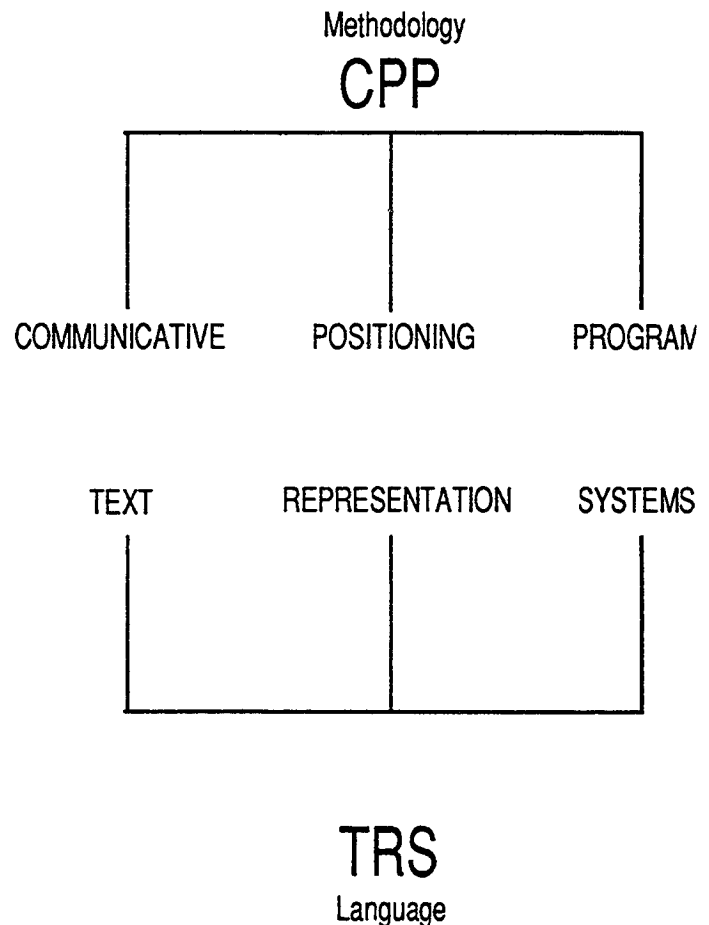 Methodology
CPP
COMMUNICATIVE POSITIONING PROGRAM
TEXT REPRESENTATION SYSTEMS
TRS
Language